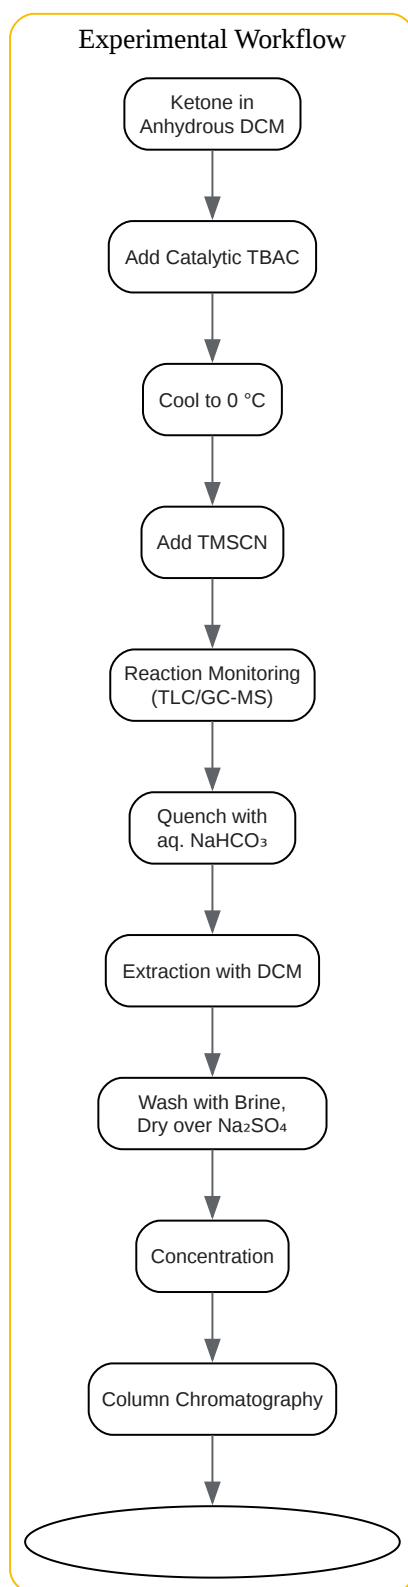 Experimental Workflow
Ketone in
Anhydrous DCM
Add Catalytic TBAC
Cool to 0 °C
Add TMSCN
Reaction Monitoring
(TLC/GC-MS)
Quench with
aq. NaHCO₃
Extraction with DCM
Wash with Brine,
Dry over Na₂SO₄
Concentration
Column Chromatography